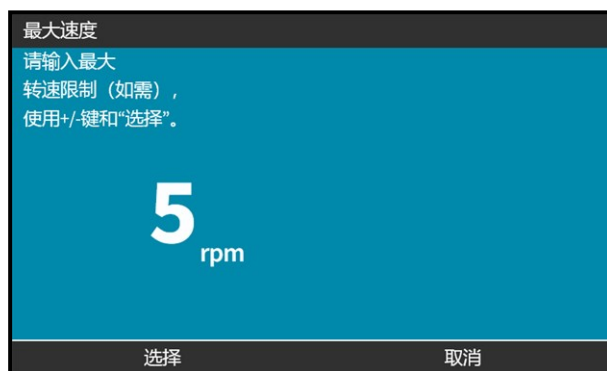 最大速度
请输入最大
转速限制（如需），
使用+/-键和“选择”。
5 rpm
选择 取消